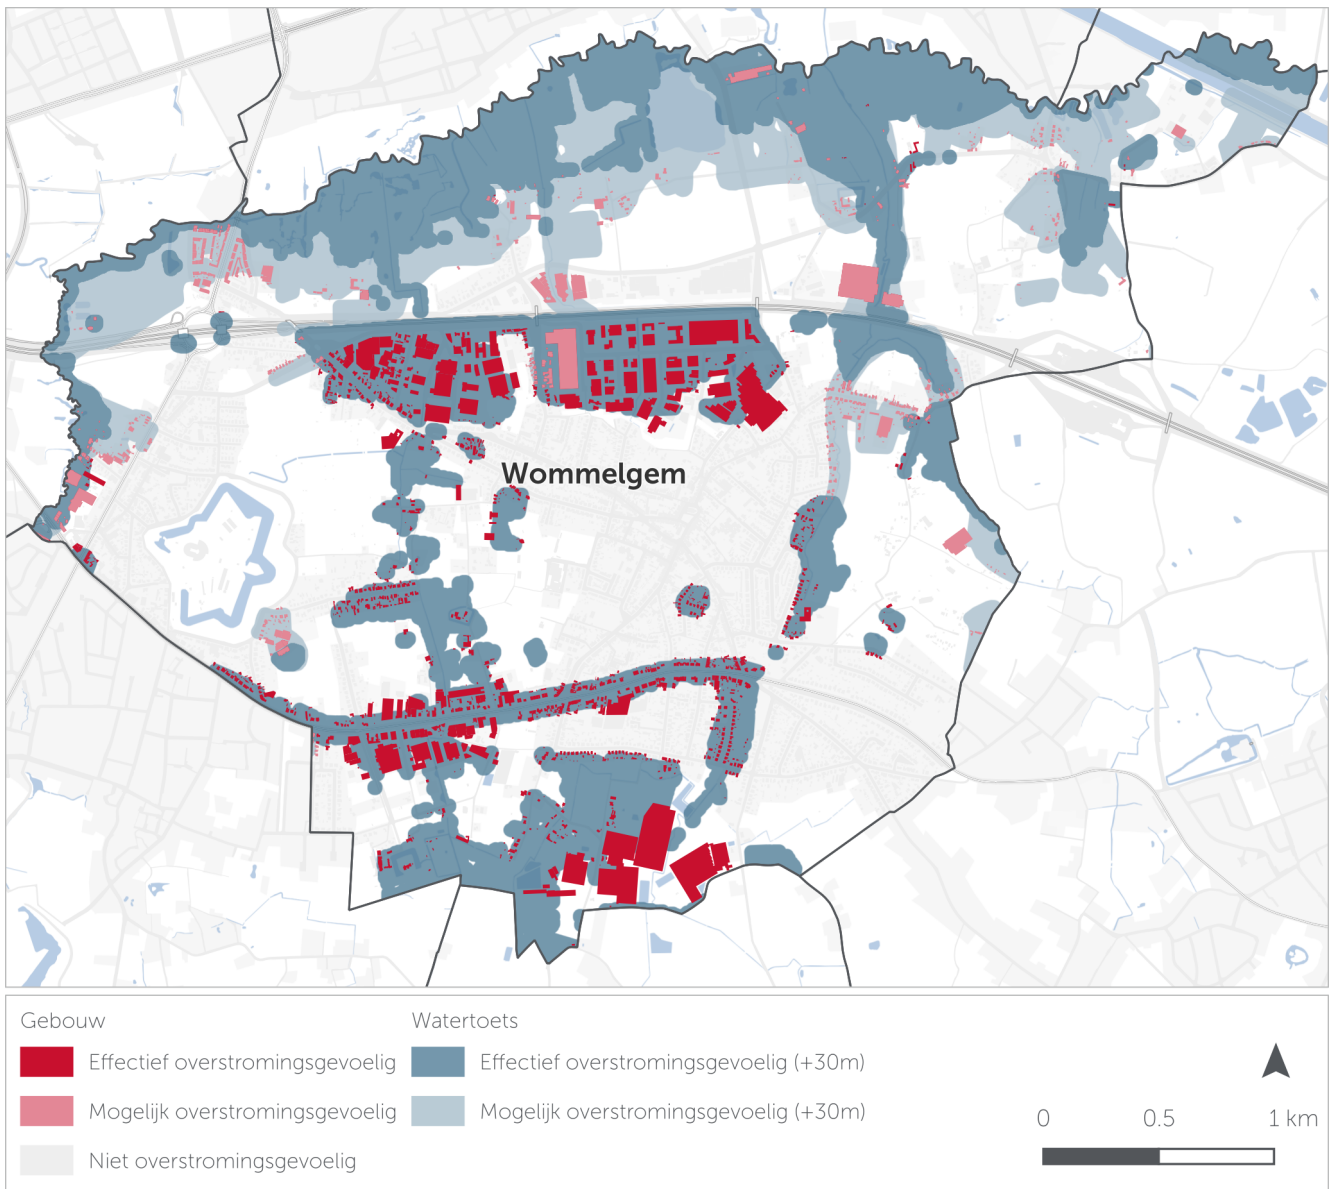 Wommelgem
Gebouw
Effectief overstromingsgevoelig
Mogelijk overstromingsgevoelig
Niet overstromingsgevoelig
Watertoets
Effectief overstromingsgevoelig (+30m)
Mogelijk overstromingsgevoelig (+30m)
0 0.5 1 km